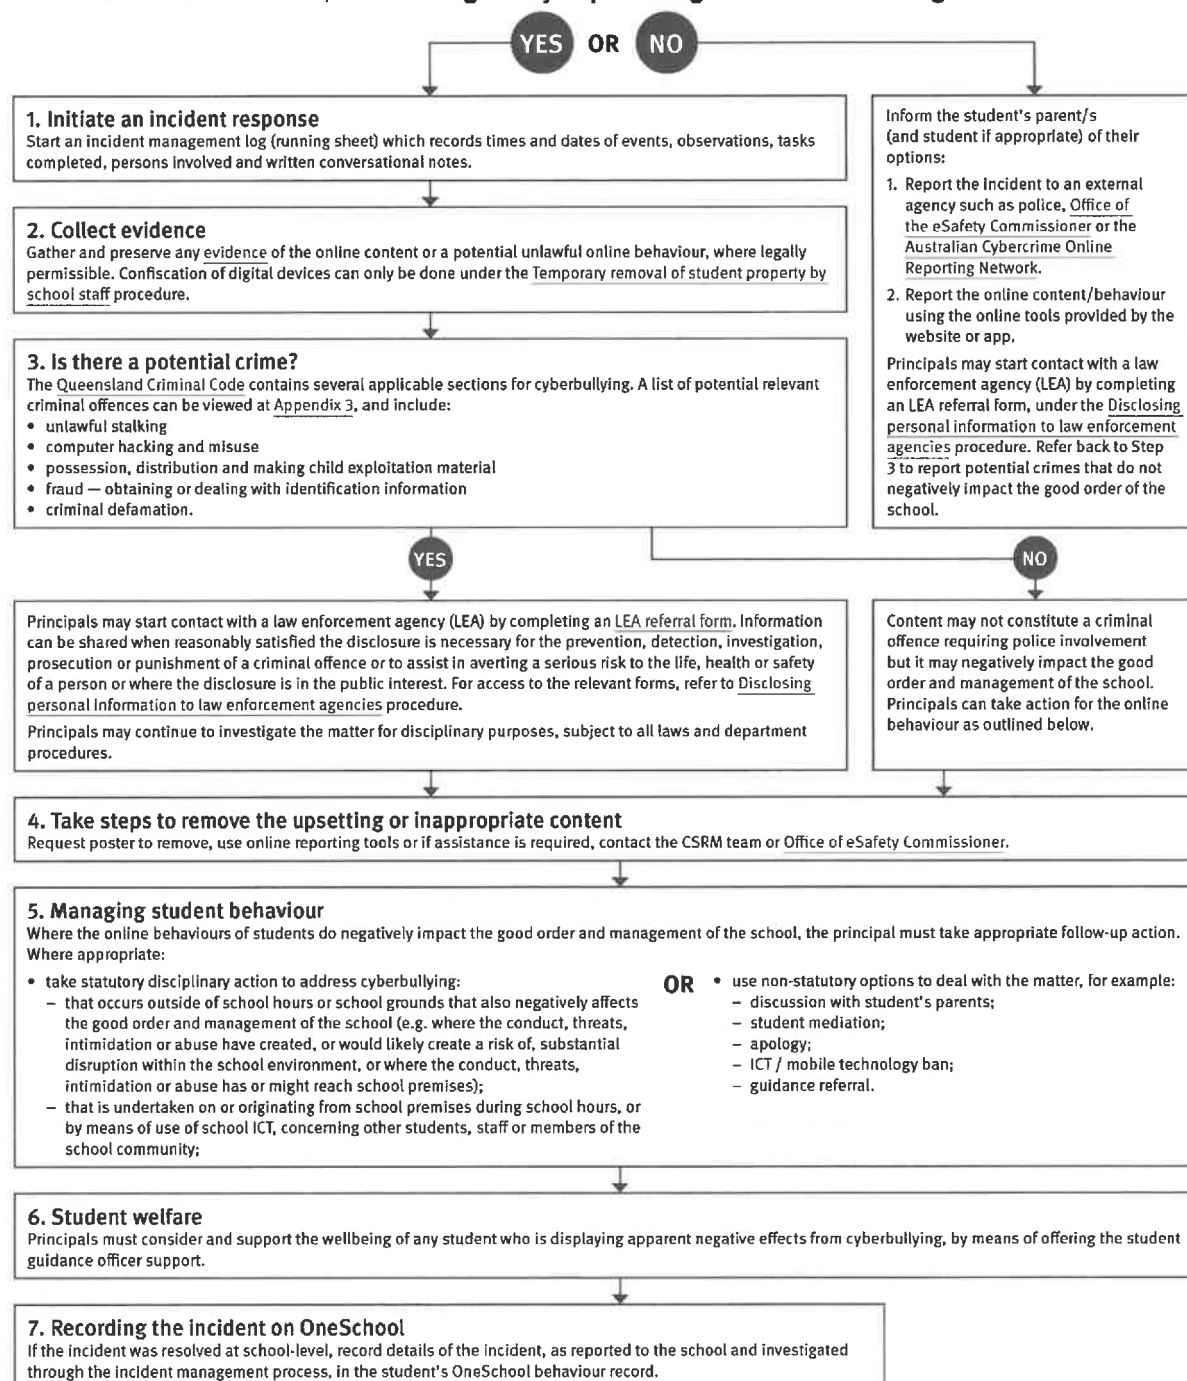 YES OR NO
1. Initiate an incident response
Start an incident management log (running sheet) which records times and dates of events, observations, tasks
completed, persons involved and written conversational notes.
2. Collect evidence
Gather and preserve any evidence of the online content or a potential unlawful online behaviour, where legally
permissible. Confiscation of digital devices can only be done under the Temporary removal of student property by
school staff procedure.
3. Is there a potential crime?
The Queensland Criminal Code contains several applicable sections for cyberbullying. A list of potential relevant
criminal offences can be viewed at Appendix 3, and include:
• unlawful stalking
• computer hacking and misuse
• possession, distribution and making child exploitation material
• fraud — obtaining or dealing with identification information
• criminal defamation.
Inform the student's parent/s
(and student if appropriate) of their
options:
1. Report the Incident to an external
agency such as police, Office of
the eSafety Commissioner or the
Australian Cybercrime Online
Reporting Network.
2. Report the online content/behaviour
using the online tools provided by the
website or app.
Principals may start contact with a law
enforcement agency (LEA) by completing
an LEA referral form, under the Disclosing
personal information to law enforcement
agencies procedure. Refer back to Step
3 to report potential crimes that do not
negatively impact the good order of the
school.
YES
NO
Principals may start contact with a law enforcement agency (LEA) by completing an LEA referral form. Information
can be shared when reasonably satisfied the disclosure is necessary for the prevention, detection, investigation,
prosecution or punishment of a criminal offence or to assist in averting a serious risk to the life, health or safety
of a person or where the disclosure is in the public interest. For access to the relevant forms, refer to Disclosing
personal Information to law enforcement agencies procedure.
Principals may continue to investigate the matter for disciplinary purposes, subject to all laws and department
procedures.
Content may not constitute a criminal
offence requiring police involvement
but it may negatively impact the good
order and management of the school.
Principals can take action for the online
behaviour as outlined below.
4. Take steps to remove the upsetting or inappropriate content
Request poster to remove, use online reporting tools or if assistance is required, contact the CSRM team or Office of eSafety Commissioner.
5. Managing student behaviour
Where the online behaviours of students do negatively impact the good order and management of the school, the principal must take appropriate follow-up action.
Where appropriate:
• take statutory disciplinary action to address cyberbullying:
– that occurs outside of school hours or school grounds that also negatively affects
the good order and management of the school (e.g. where the conduct, threats,
intimidation or abuse have created, or would likely create a risk of, substantial
disruption within the school environment, or where the conduct, threats,
intimidation or abuse has or might reach school premises);
– that is undertaken on or originating from school premises during school hours, or
by means of use of school ICT, concerning other students, staff or members of the
school community;
OR
• use non-statutory options to deal with the matter, for example:
– discussion with student's parents;
– student mediation;
– apology;
– ICT / mobile technology ban;
– guidance referral.
6. Student welfare
Principals must consider and support the wellbeing of any student who is displaying apparent negative effects from cyberbullying, by means of offering the student
guidance officer support.
7. Recording the incident on OneSchool
If the incident was resolved at school-level, record details of the incident, as reported to the school and investigated
through the incident management process, in the student's OneSchool behaviour record.